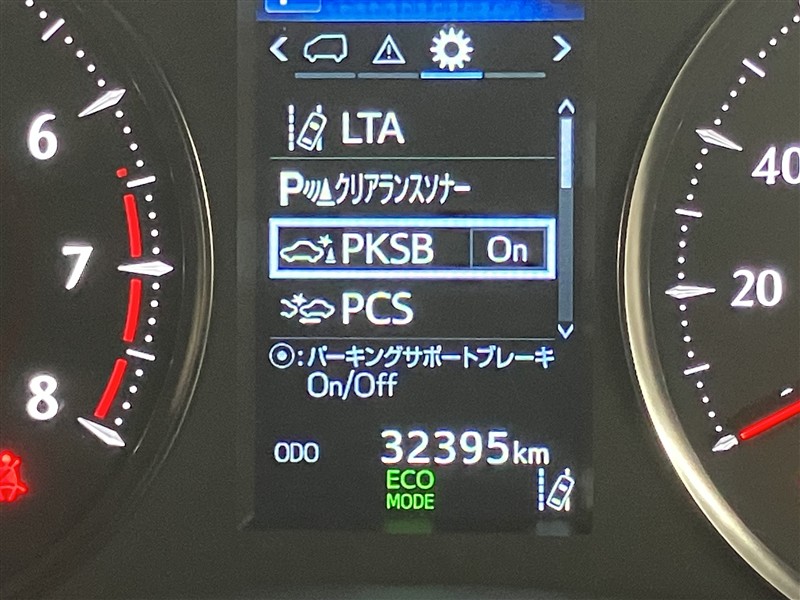 LTA
P クリアランスソナー
PKSB On
PCS
:パーキングサポートブレーキ
On/Off
ODO 32395km
ECO
MODE
6
7
8
40
20